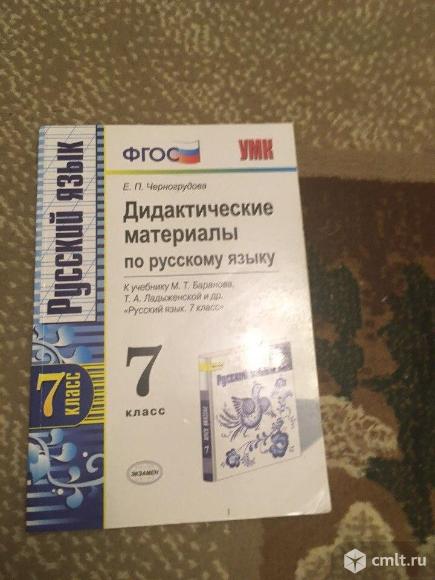 ФГОС
УМК
Е. П. Черногрудова
Дидактические
материалы
по русскому языку
К учебнику М. Т. Баранова,
Т. А. Ладыженской и др.
«Русский язык. 7 класс»
7
класс
Русский язык
7 класс
ЭКЗАМЕН
cmlt.ru